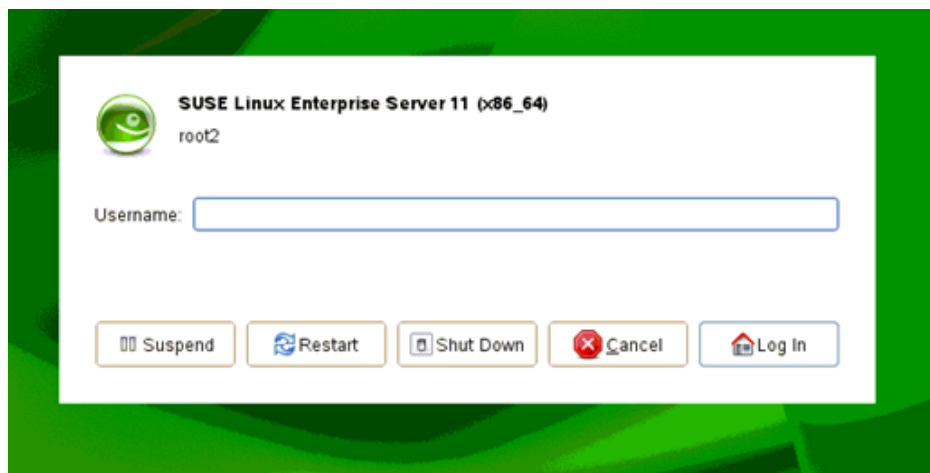 SUSE Linux Enterprise Server 11 (x86_64)
root2
Username:
Suspend Restart Shut Down Cancel Log In